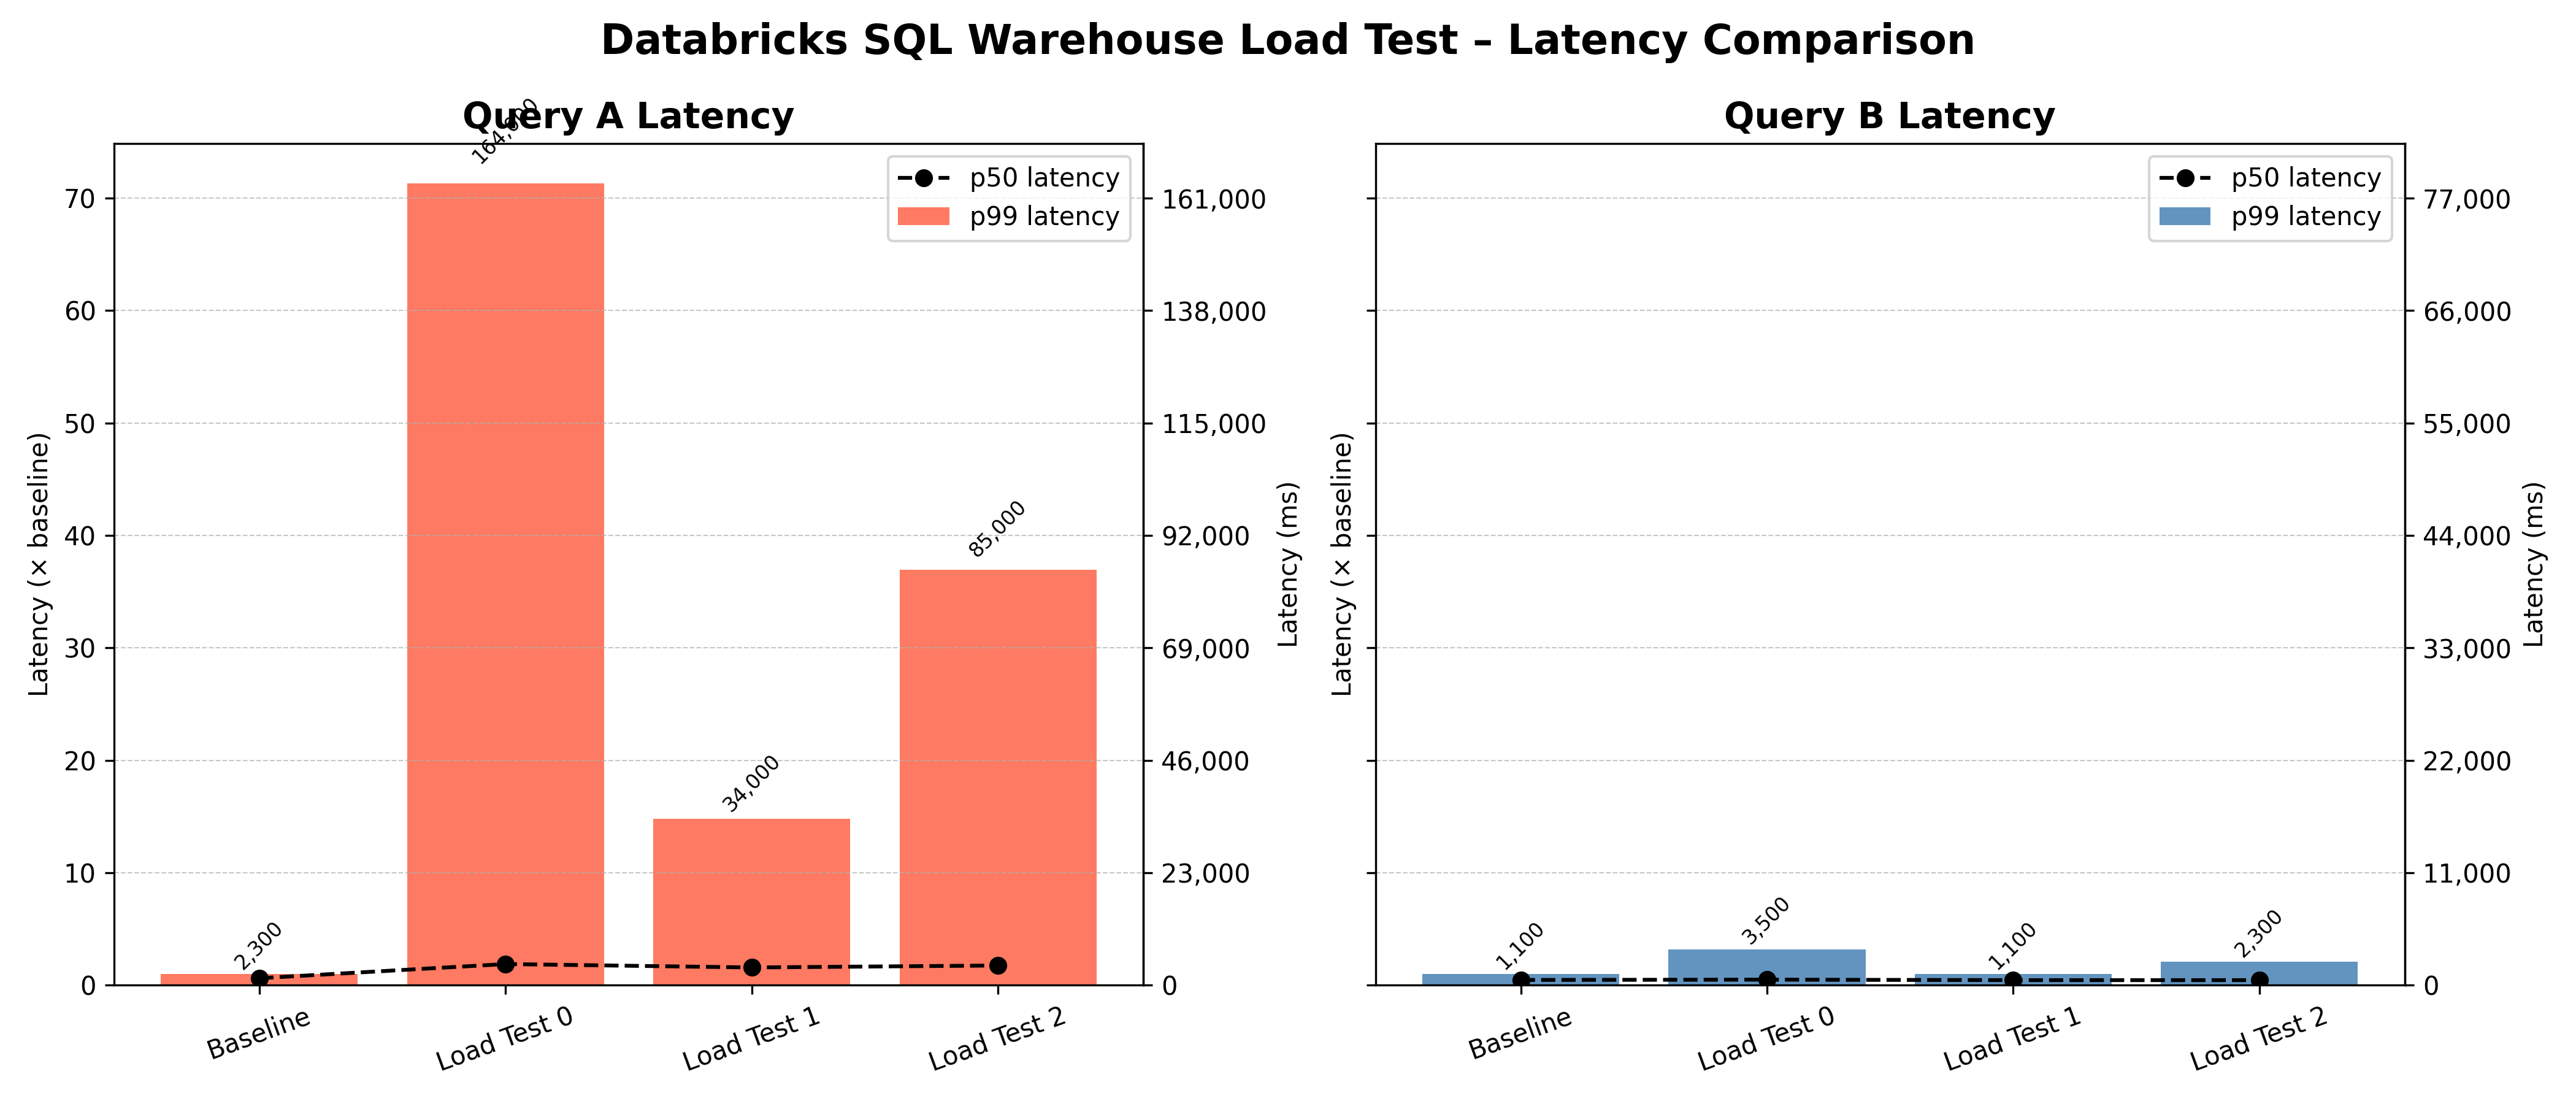 Databricks SQL Warehouse Load Test – Latency Comparison
Query A Latency
Latency (× baseline)
70
60
50
40
30
20
10
0
2,300
34,000
85,000
p50 latency
p99 latency
161,000
138,000
115,000
92,000
69,000
46,000
23,000
0
Latency (ms)
Baseline
Load Test 0
Load Test 1
Load Test 2
Query B Latency
Latency (× baseline)
1,100
3,500
1,100
2,300
p50 latency
p99 latency
77,000
66,000
55,000
44,000
33,000
22,000
11,000
0
Latency (ms)
Baseline
Load Test 0
Load Test 1
Load Test 2